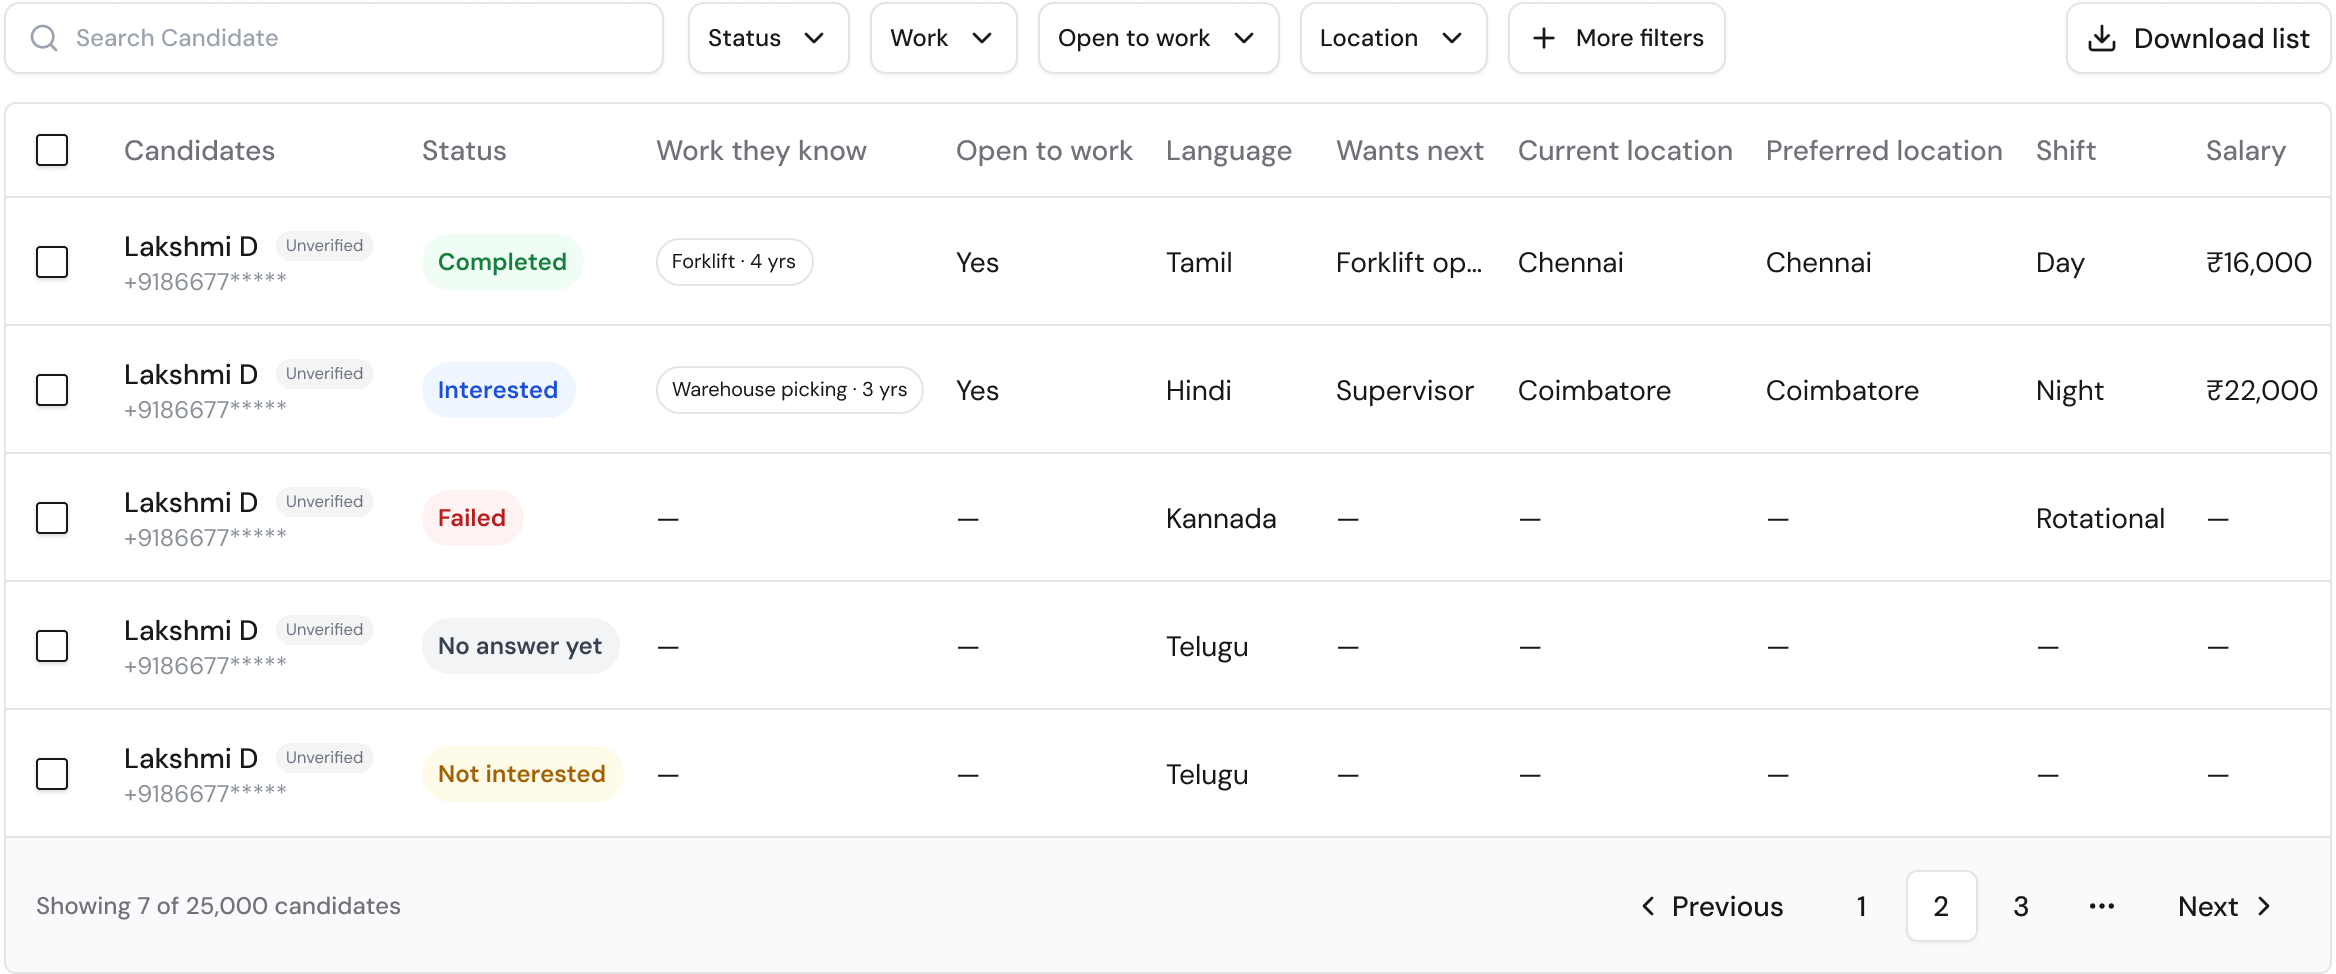 Search Candidate Status Work Open to work Location More filters Download list
Candidates Status Work they know Open to work Language Wants next Current location Preferred location Shift Salary
Lakshmi D Unverified
+9186677*****
Completed Forklift · 4 yrs Yes Tamil Forklift op... Chennai Chennai Day ₹16,000
Lakshmi D Unverified
+9186677*****
Interested Warehouse picking · 3 yrs Yes Hindi Supervisor Coimbatore Coimbatore Night ₹22,000
Lakshmi D Unverified
+9186677*****
Failed — — Kannada — — — Rotational —
Lakshmi D Unverified
+9186677*****
No answer yet — — Telugu — — — — —
Lakshmi D Unverified
+9186677*****
Not interested — — Telugu — — — — —
Showing 7 of 25,000 candidates Previous 1 2 3 ... Next